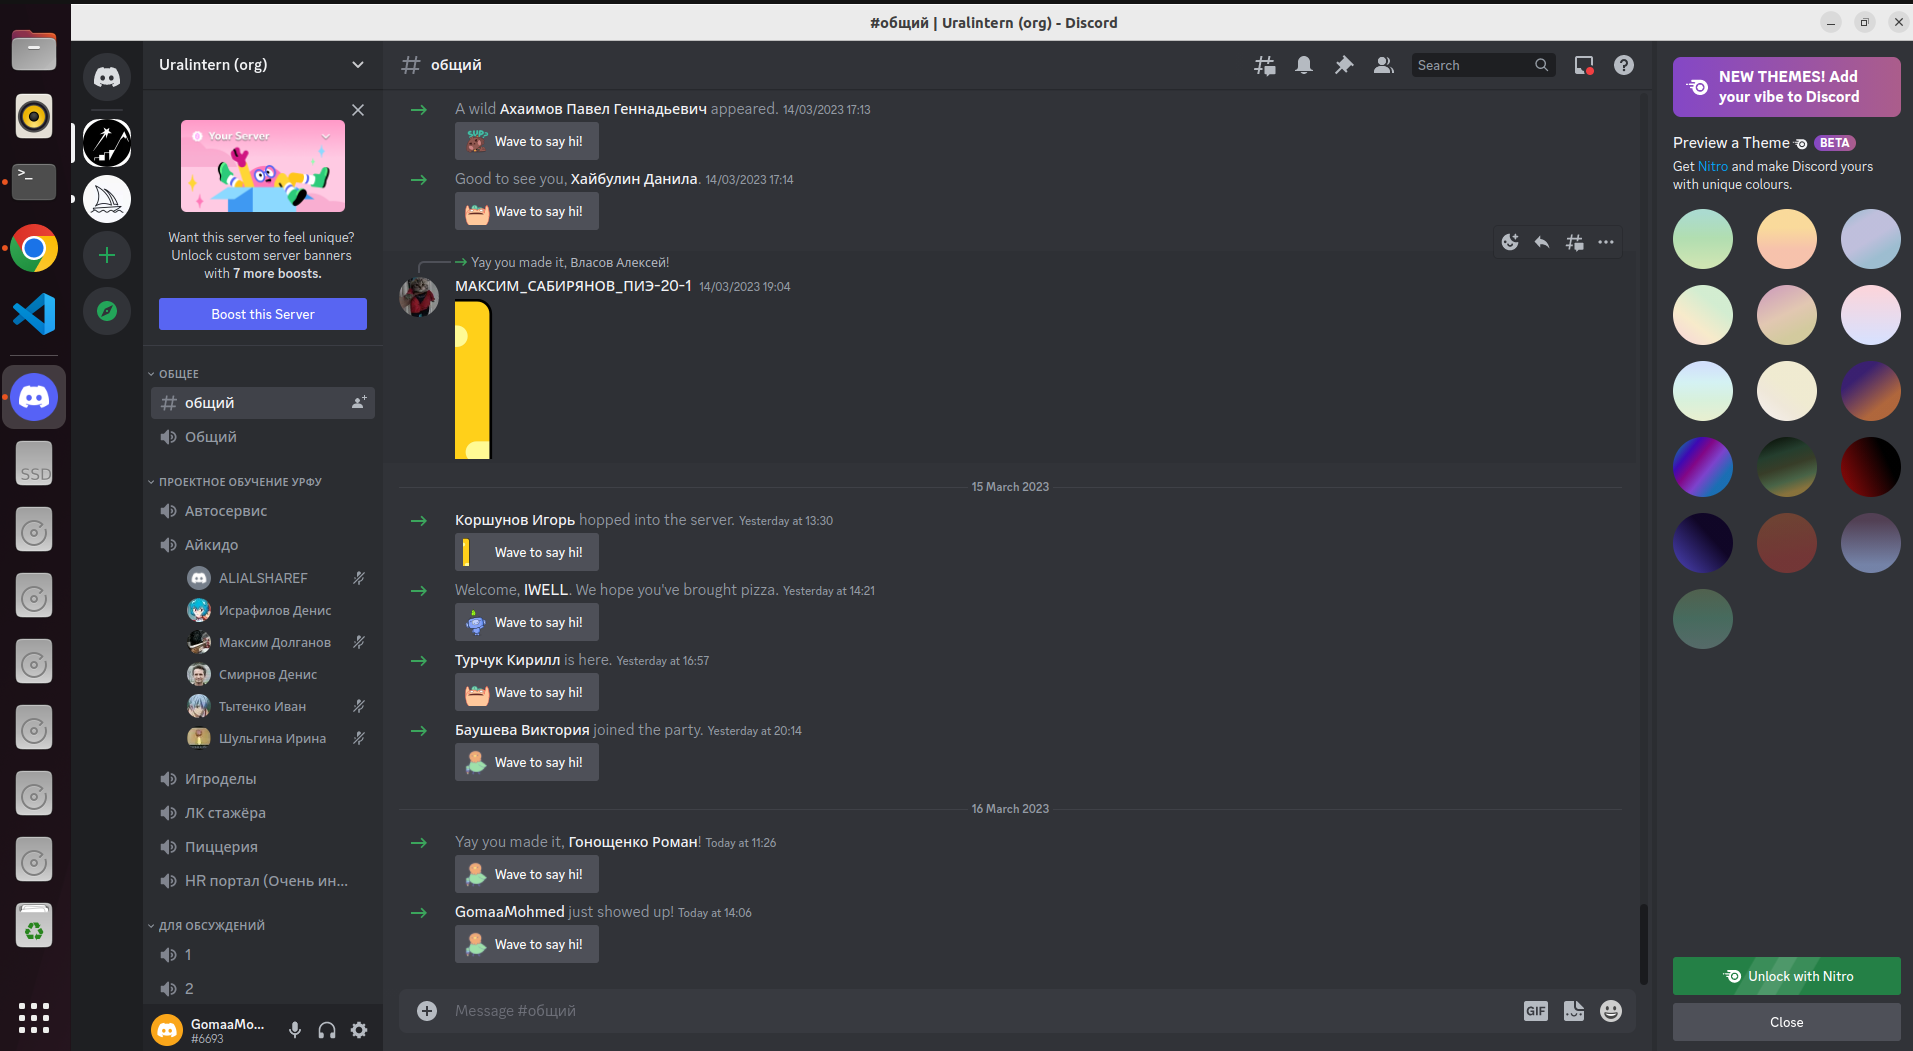 #общий | Uralintern (org) - Discord
Uralintern (org)
Your Server
Want this server to feel unique?
Unlock custom server banners
with 7 more boosts.
Boost this Server
ОБЩЕЕ
общий
Общий
ПРОЕКТНОЕ ОБУЧЕНИЕ УРФУ
Автосервис
Айкидо
ALIALSHAREF
Исрафилов Денис
Максим Долганов
Смирнов Денис
Тытенко Иван
Шульгина Ирина
Игроделы
ЛК стажёра
Пиццерия
HR портал (Очень ин...
ДЛЯ ОБСУЖДЕНИЙ
1
2
GomaaMo...
#6693
SSD
>_
# общий
Search
A wild Ахаимов Павел Геннадьевич appeared. 14/03/2023 17:13
SUP?
Wave to say hi!
Good to see you, Хайбулин Данила. 14/03/2023 17:14
Wave to say hi!
Yay you made it, Власов Алексей!
МАКСИМ_САБИРЯНОВ_ПИЭ-20-1 14/03/2023 19:04
15 March 2023
Коршунов Игорь hopped into the server. Yesterday at 13:30
Wave to say hi!
Welcome, IWELL. We hope you've brought pizza. Yesterday at 14:21
Wave to say hi!
Турчук Кирилл is here. Yesterday at 16:57
Wave to say hi!
Баушева Виктория joined the party. Yesterday at 20:14
Wave to say hi!
16 March 2023
Yay you made it, Гонощенко Роман! Today at 11:26
Wave to say hi!
GomaaMohmed just showed up! Today at 14:06
Wave to say hi!
Message #общий
GIF
NEW THEMES! Add
your vibe to Discord
Preview a Theme BETA
Get Nitro and make Discord yours
with unique colours.
Unlock with Nitro
Close